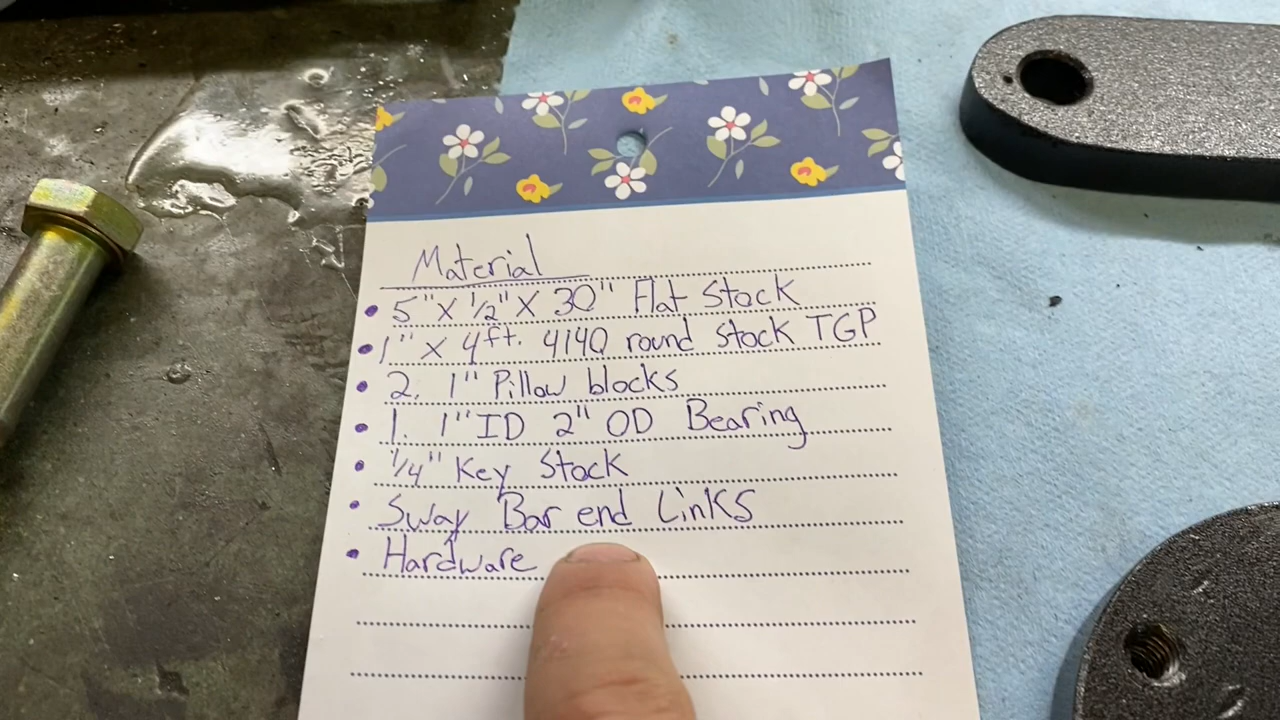 Material
• 5" X 1/2" X 30" Flat Stock
• 1" X 4ft. 4140 round stock TGP
• 2. 1" Pillow blocks
• 1. 1" ID 2" OD Bearing
• 1/4" Key Stock
• Sway Bar end Links
• Hardware